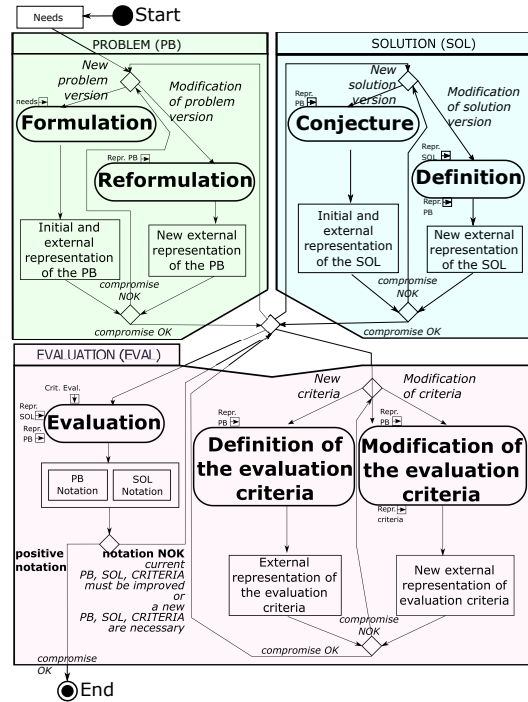 Needs
Start
PROBLEM (PB)
SOLUTION (SOL)
New
problem
version
Modification
of problem
version
needs
Formulation
Repr. PB
Reformulation
Initial and
external
representation
of the PB
New external
representation
of the PB
compromise
NOK
compromise OK
New
solution
version
Modification
of solution
version
Repr.
PB
Conjecture
Repr.
SOL
Definition
Repr.
PB
Initial and
external
representation
of the SOL
New external
representation
of the SOL
compromise
NOK
compromise OK
EVALUATION (EVAL)
Crit. Eval.
Repr.
SOL
Repr.
PB
Evaluation
PB
Notation
SOL
Notation
positive
notation
notation NOK
current
PB, SOL, CRITERIA
must be improved
or
a new
PB, SOL, CRITERIA
are necessary
compromise
OK
End
New
criteria
Modification
of criteria
Repr.
PB
Definition of
the evaluation
criteria
Repr.
PB
Modification of
the evaluation
criteria
Repr.
criteria
External
representation of
the evaluation
criteria
New external
representation of
evaluation criteria
compromise
NOK
compromise OK